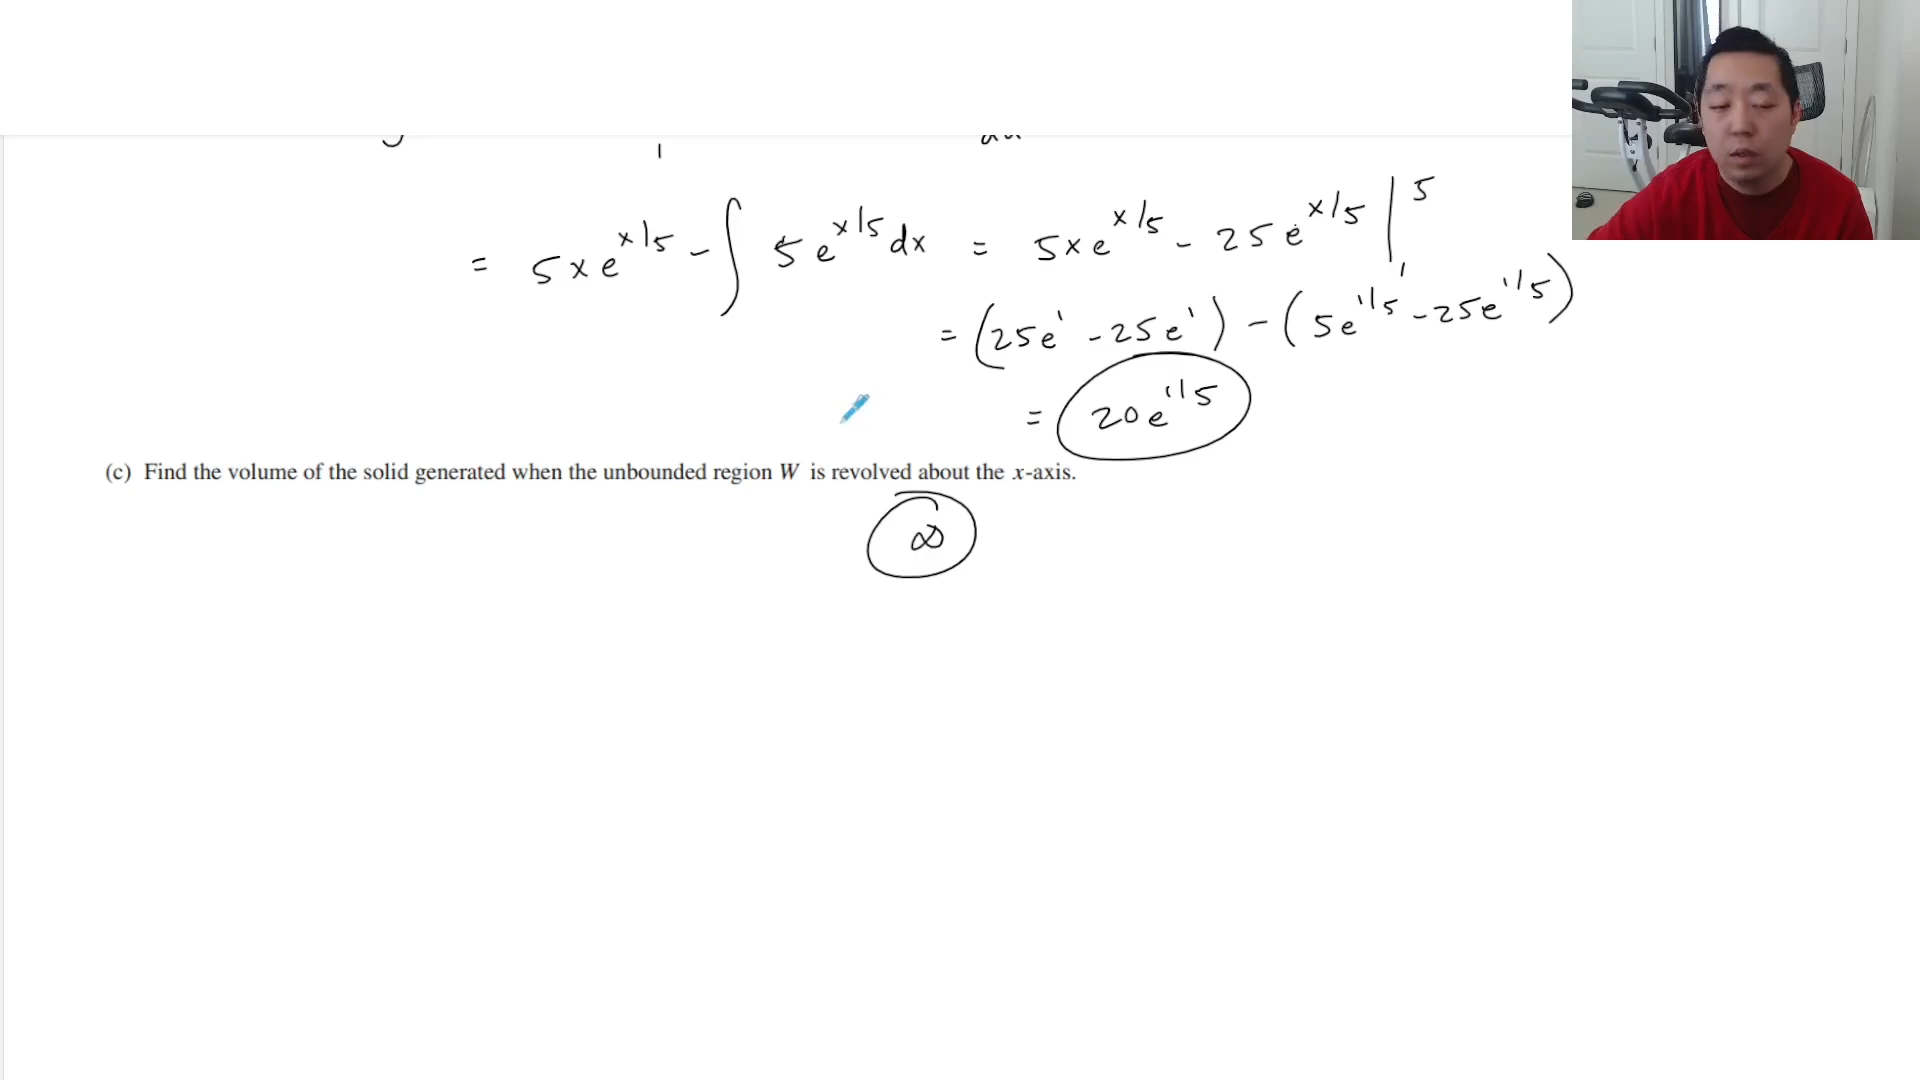 = 5xe^{x/5} - ∫ 5e^{x/5} dx = 5xe^{x/5} - 25e^{x/5} |_1^5
= (25e^1 - 25e^1) - (5e^{1/5} - 25e^{1/5})
= 20e^{1/5}
(c) Find the volume of the solid generated when the unbounded region W is revolved about the x-axis.
∞